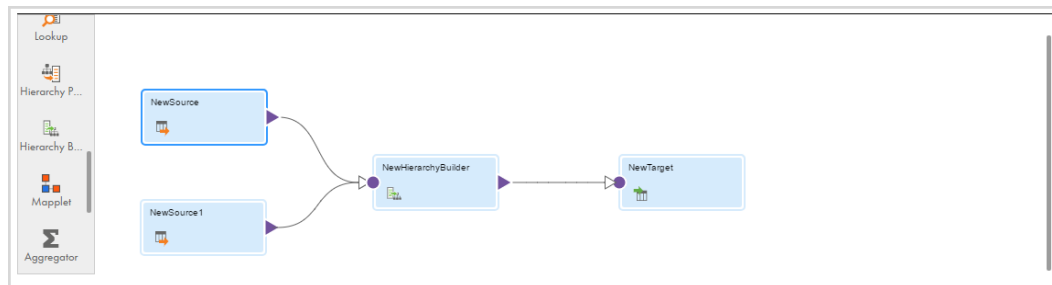 Lookup
Hierarchy P...
Hierarchy B...
Mapplet
Aggregator
NewSource
NewSource1
NewHierarchyBuilder
NewTarget